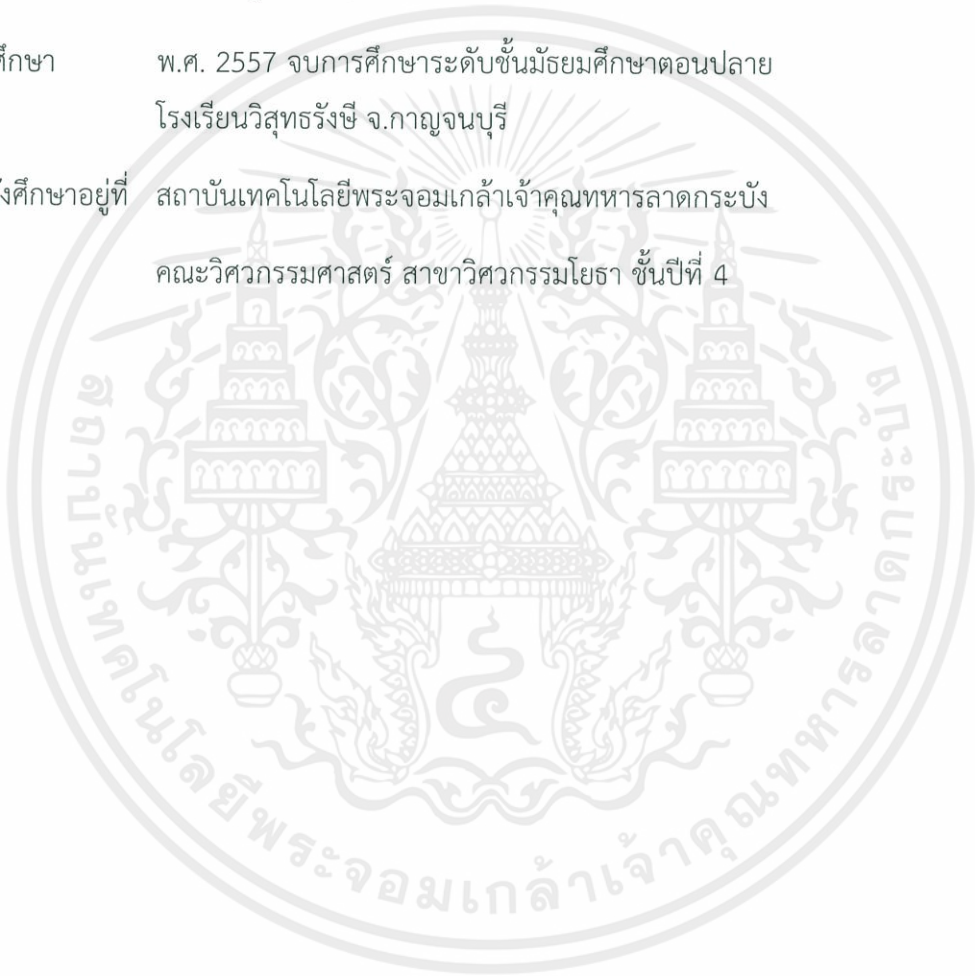 พ.ศ. 2557 จบการศึกษาระดับชั้นมัธยมศึกษาตอนปลาย
โรงเรียนวิสุทธรังษี จ.กาญจนบุรี
ศึกษาอยู่ที่ สถาบันเทคโนโลยีพระจอมเกล้าเจ้าคุณทหารลาดกระบัง
คณะวิศวกรรมศาสตร์ สาขาวิศวกรรมโยธา ชั้นปีที่ 4
สถาบันเทคโนโลยีพระจอมเกล้าเจ้าคุณทหารลาดกระบัง